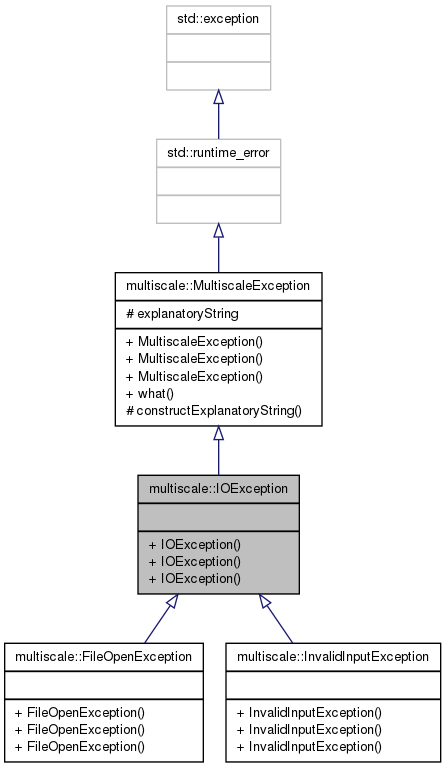 std::exception
std::runtime_error
multiscale::MultiscaleException
# explanatoryString
+ MultiscaleException()
+ MultiscaleException()
+ MultiscaleException()
+ what()
# constructExplanatoryString()
multiscale::IOException
+ IOException()
+ IOException()
+ IOException()
multiscale::FileOpenException
+ FileOpenException()
+ FileOpenException()
+ FileOpenException()
multiscale::InvalidInputException
+ InvalidInputException()
+ InvalidInputException()
+ InvalidInputException()